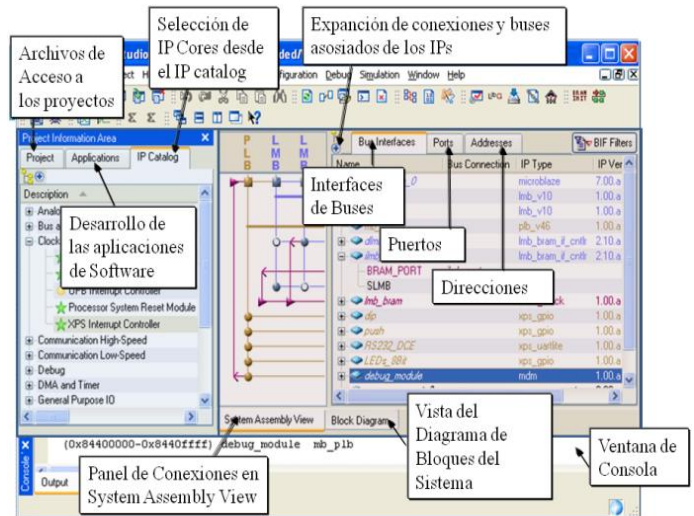 Archivos de
Acceso a
los proyectos
Selección de
IP Cores desde
el IP catalog
Expansión de conexiones y buses
asosiados de los IPs
Debug Simulation Window Help
Project Information Area
Project Applications IP Catalog
Description
Clock
Processor System Reset Module
XPS Interrupt Controller
Communication High-Speed
Communication Low-Speed
Debug
DMA and Timer
General Purpose IO
Desarrollo de
las aplicaciones
de Software
P L L
L M M
B B B
Bus Interfaces Ports Addresses BIF Filters
Name Bus Connection IP Type IP Ver
microblaze 7.00.a
lmb_v10 1.00.a
lmb_v10 1.00.a
plb_v46 1.00.a
lmb_bram_if_cntlr 2.10.a
lmb_bram_if_cntlr 2.10.a
BRAM_PORT
SLMB
lmb_bram 1.00.a
dip xps_gpio 1.00.a
push xps_gpio 1.00.a
RS232_DCE xps_uartlite 1.00.a
LEDs_8Bit xps_gpio 1.00.a
debug_module mdm 1.00.a
Interfaces
de Buses
Puertos
Direcciones
System Assembly View Block Diagram
Vista del
Diagrama de
Bloques del
Sistema
Ventana de
Consola
(0x84400000-0x8440ffff) debug_module mb_plb
Console
Output
Panel de Conexiones en
System Assembly View